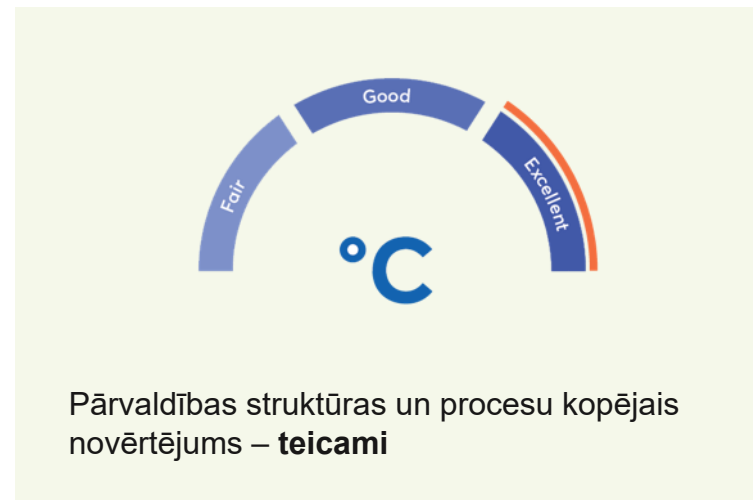 Good
Fair
Excellent
°C
Pārvaldības struktūras un procesu kopējais
novērtējums – teicami